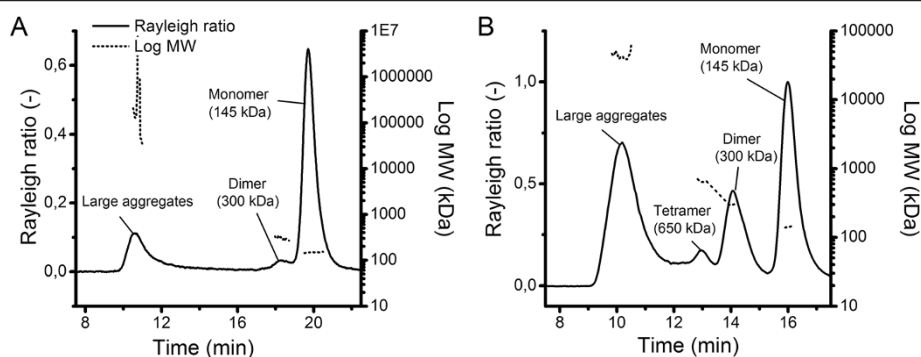 A
Rayleigh ratio
Log MW
Rayleigh ratio (-)
0,6
0,4
0,2
0,0
Monomer
(145 kDa)
Dimer
(300 kDa)
Large aggregates
1E7
1000000
100000
10000
1000
100
10
Log MW (kDa)
8
12
16
20
Time (min)
B
Rayleigh ratio (-)
1,0
0,5
0,0
Monomer
(145 kDa)
Large aggregates
Dimer
(300 kDa)
Tetramer
(650 kDa)
100000
10000
1000
100
10
Log MW (kDa)
8
10
12
14
16
Time (min)